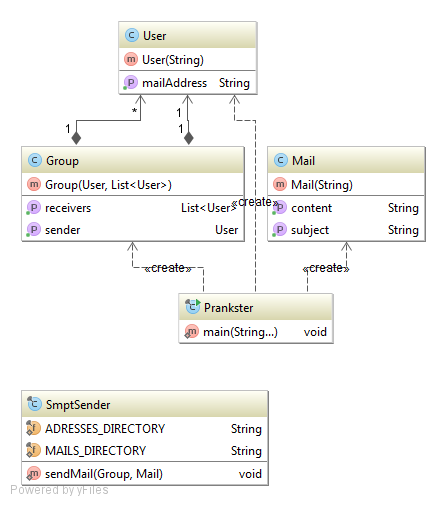 User
User(String)
mailAddress String
* 1
1 1
Group
Group(User, List<User>)
receivers List<User>
sender User
Mail
Mail(String)
content String
subject String
«create»
«create» «create»
Prankster
main(String...) void
SmptSender
ADRESSES_DIRECTORY String
MAILS_DIRECTORY String
sendMail(Group, Mail) void
Powered by yFiles